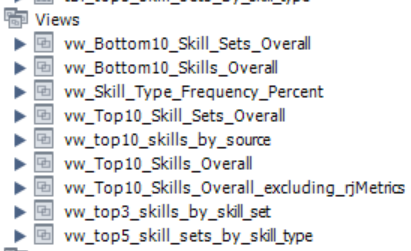 Views
vw_Bottom10_Skill_Sets_Overall
vw_Bottom10_Skills_Overall
vw_Skill_Type_Frequency_Percent
vw_Top10_Skill_Sets_Overall
vw_top10_skills_by_source
vw_Top10_Skills_Overall
vw_Top10_Skills_Overall_excluding_rjMetrics
vw_top3_skills_by_skill_set
vw_top5_skill_sets_by_skill_type